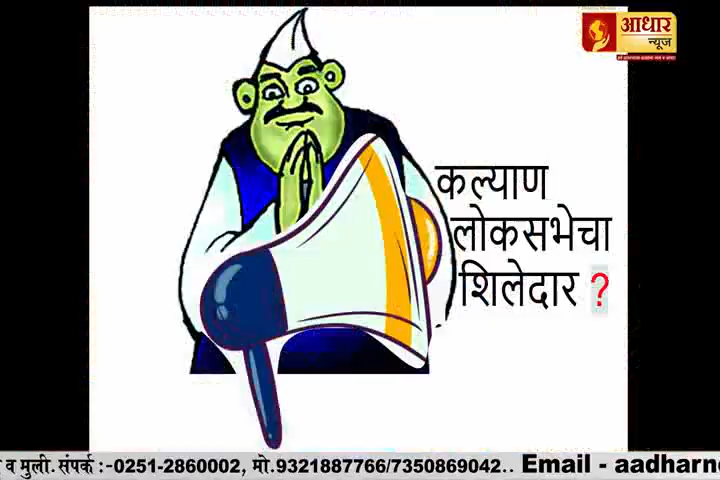 आधार
न्यूज
कल्याण
लोकसभेचा
शिलेदार ?
व मुली. संपर्क :-0251-2860002, मो.9321887766/7350869042.. Email - aadharn